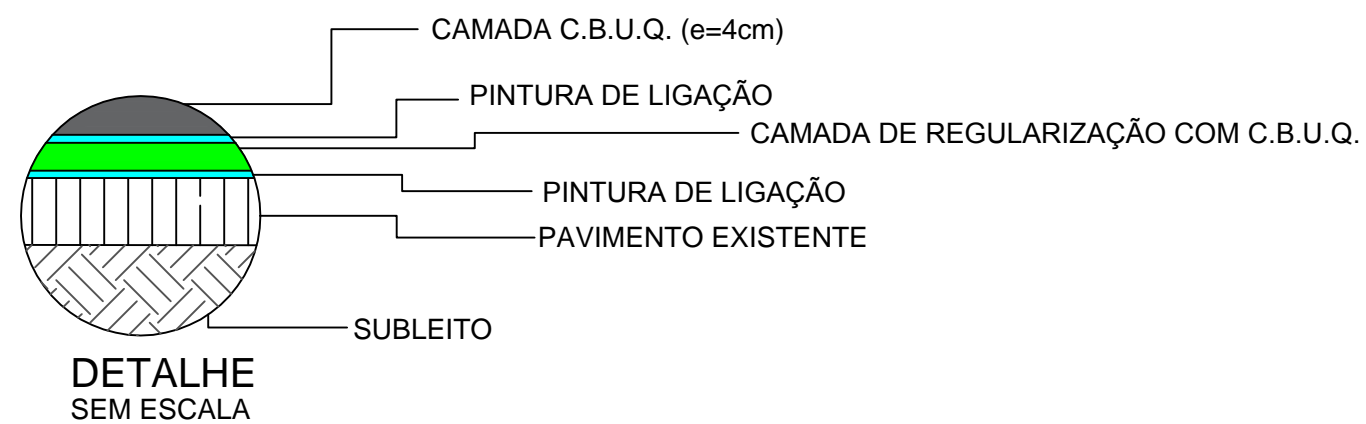 CAMADA C.B.U.Q. (e=4cm)
PINTURA DE LIGAÇÃO
CAMADA DE REGULARIZAÇÃO COM C.B.U.Q.
PINTURA DE LIGAÇÃO
PAVIMENTO EXISTENTE
SUBLEITO
DETALHE
SEM ESCALA